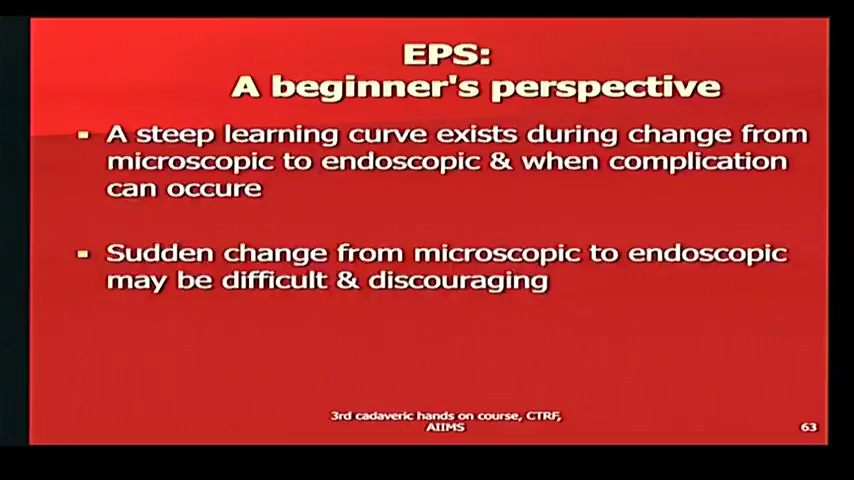 EPS:
A beginner's perspective
A steep learning curve exists during change from
microscopic to endoscopic & when complication
can occure
Sudden change from microscopic to endoscopic
may be difficult & discouraging
3rd cadaveric hands on course, CTRF,
AIIMS
63